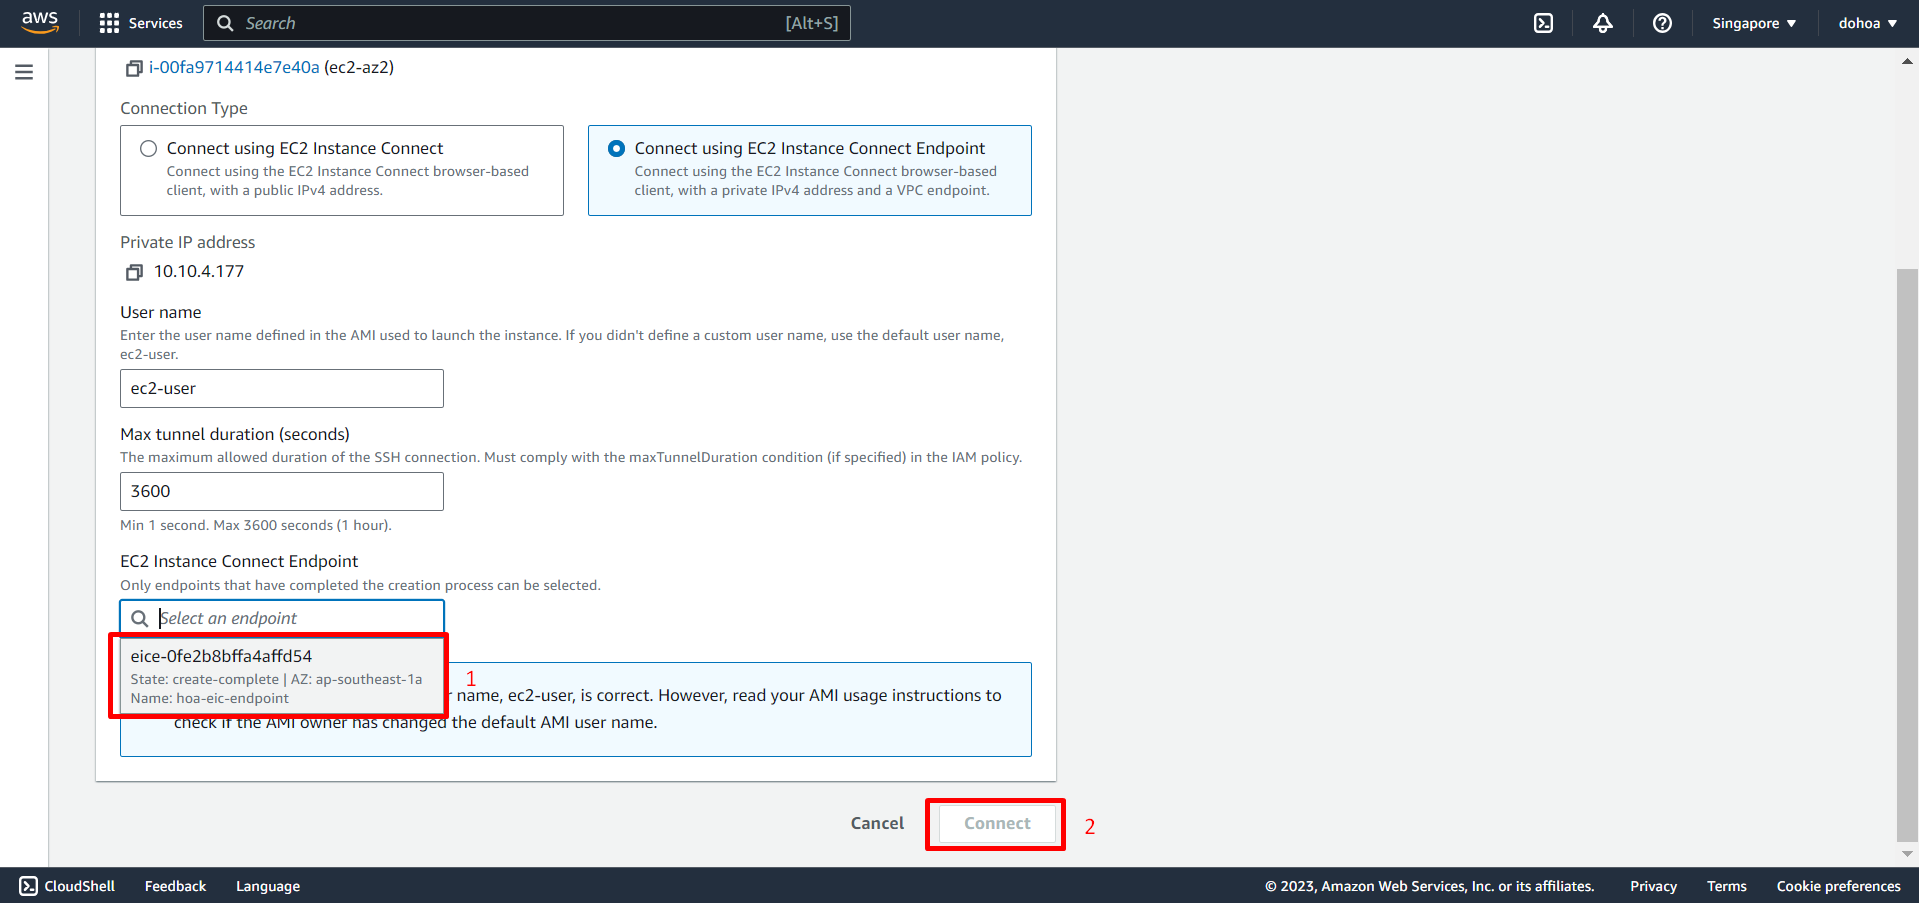 aws Services Search [Alt+S] Singapore dohoa
i-00fa9714414e7e40a (ec2-az2)
Connection Type
Connect using EC2 Instance Connect
Connect using the EC2 Instance Connect browser-based
client, with a public IPv4 address.
Connect using EC2 Instance Connect Endpoint
Connect using the EC2 Instance Connect browser-based
client, with a private IPv4 address and a VPC endpoint.
Private IP address
10.10.4.177
User name
Enter the user name defined in the AMI used to launch the instance. If you didn't define a custom user name, use the default user name,
ec2-user.
ec2-user
Max tunnel duration (seconds)
The maximum allowed duration of the SSH connection. Must comply with the maxTunnelDuration condition (if specified) in the IAM policy.
3600
Min 1 second. Max 3600 seconds (1 hour).
EC2 Instance Connect Endpoint
Only endpoints that have completed the creation process can be selected.
Select an endpoint
eice-0fe2b8bffa4affd54
State: create-complete | AZ: ap-southeast-1a
Name: hoa-eic-endpoint
1
name, ec2-user, is correct. However, read your AMI usage instructions to
check if the AMI owner has changed the default AMI user name.
Cancel Connect 2
CloudShell Feedback Language © 2023, Amazon Web Services, Inc. or its affiliates. Privacy Terms Cookie preferences